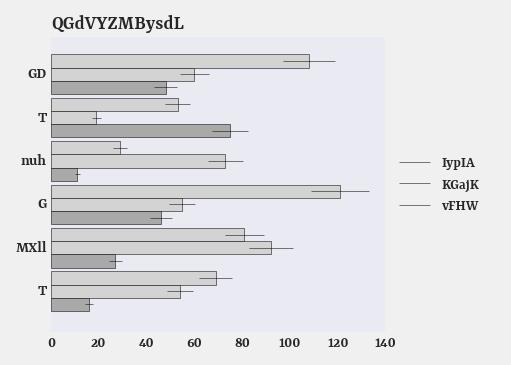 QGdVYZMBysdL
GD
T
nuh
G
MXll
T
0 20 40 60 80 100 120 140
IypIA
KGajK
vFHW